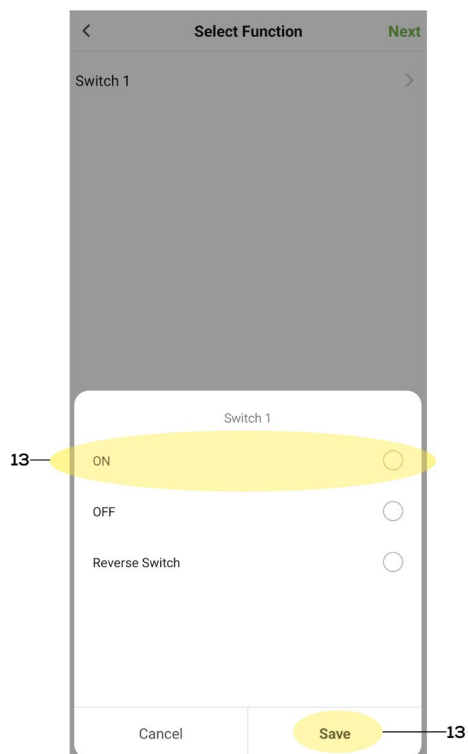 < Select Function Next
Switch 1 >
Switch 1
13 ON
OFF
Reverse Switch
Cancel Save 13